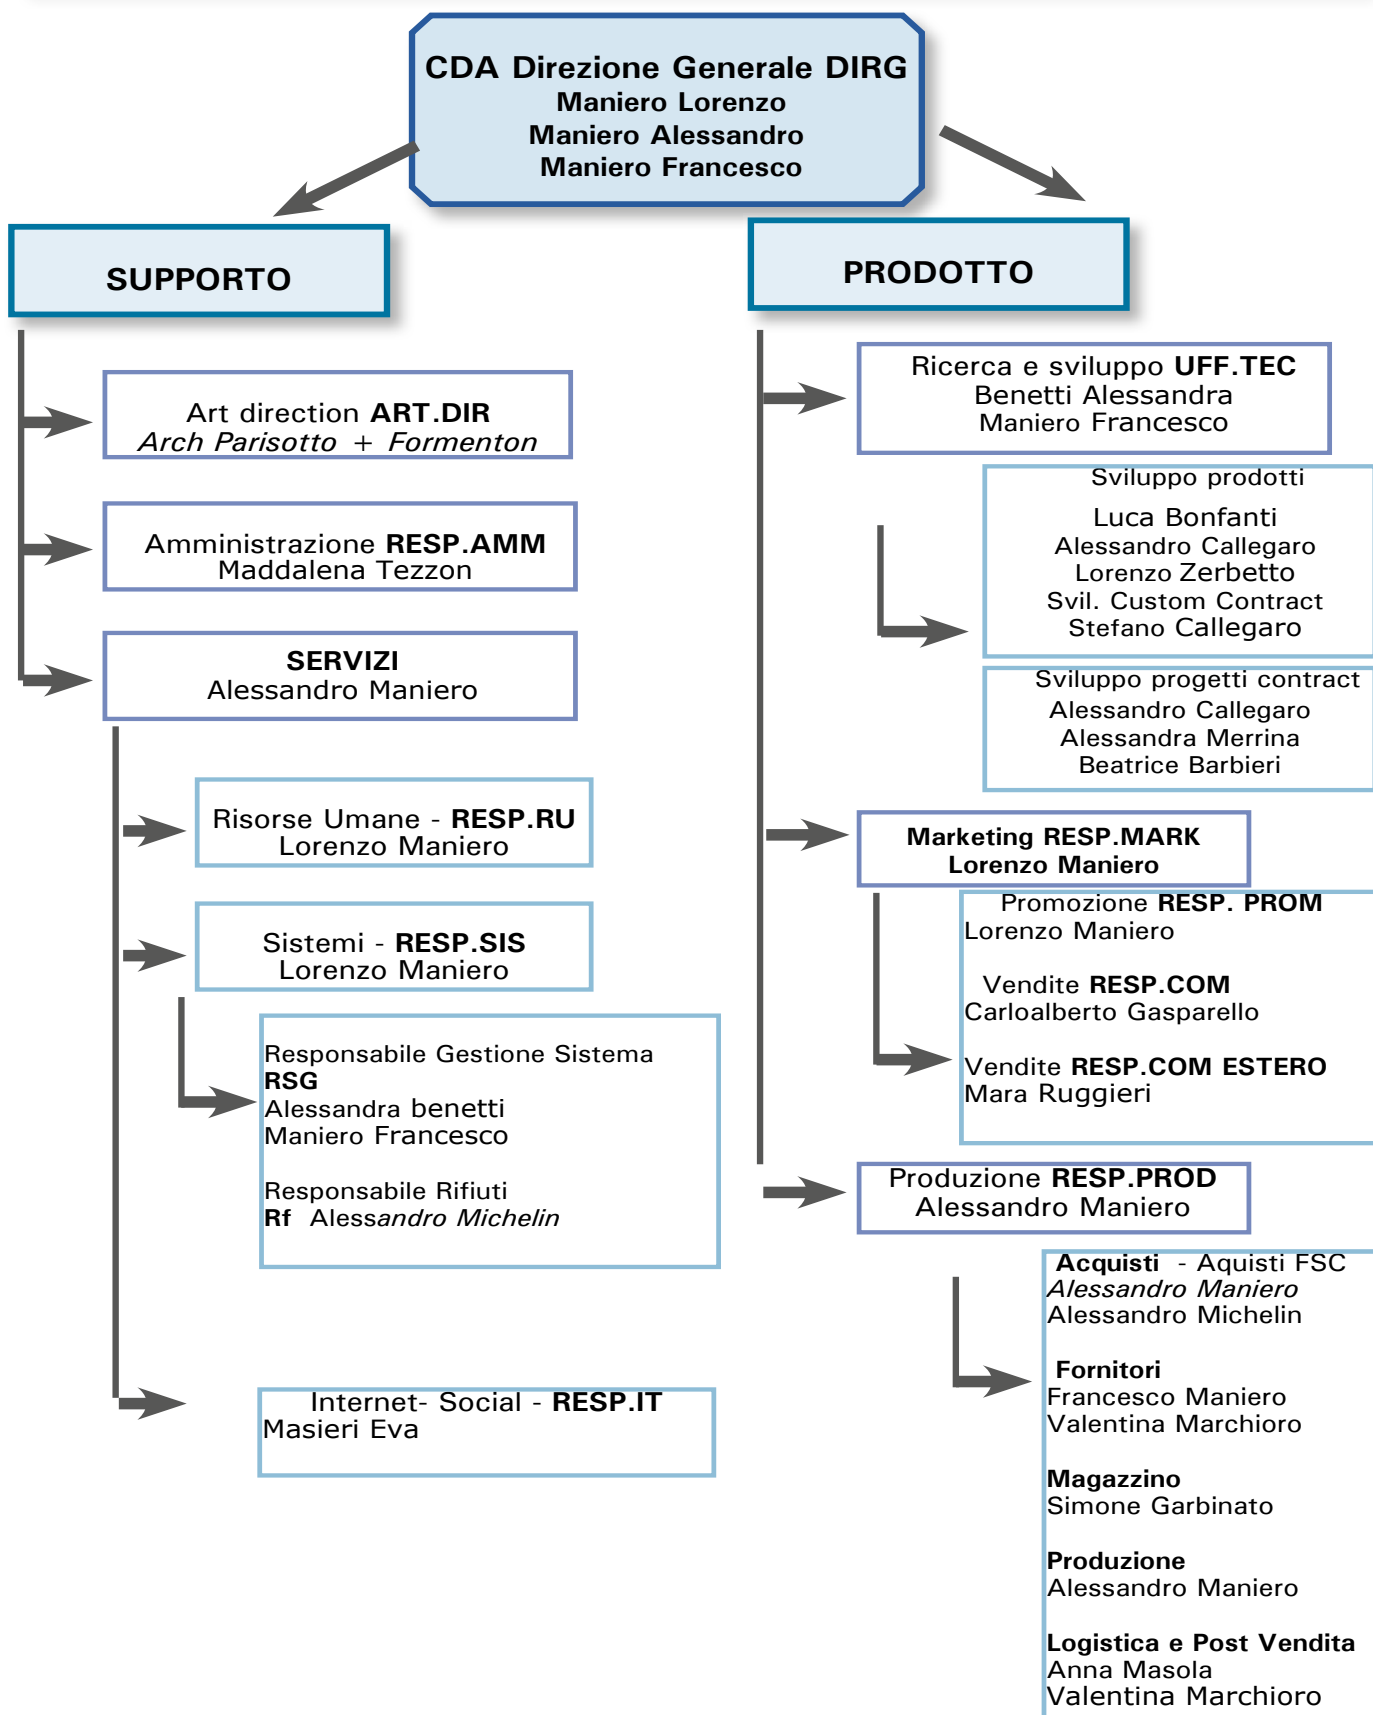 CDA Direzione Generale DIRG
Maniero Lorenzo
Maniero Alessandro
Maniero Francesco
SUPPORTO
Art direction ART.DIR
Arch Parisotto + Formenton
Amministrazione RESP.AMM
Maddalena Tezzon
SERVIZI
Alessandro Maniero
Risorse Umane - RESP.RU
Lorenzo Maniero
Sistemi - RESP.SIS
Lorenzo Maniero
Responsabile Gestione Sistema
RSG
Alessandra benetti
Maniero Francesco
Responsabile Rifiuti
Rf Alessandro Michelin
Internet- Social - RESP.IT
Masieri Eva
PRODOTTO
Ricerca e sviluppo UFF.TEC
Benetti Alessandra
Maniero Francesco
Sviluppo prodotti
Luca Bonfanti
Alessandro Callegaro
Lorenzo Zerbetto
Svil. Custom Contract
Stefano Callegaro
Sviluppo progetti contract
Alessandro Callegaro
Alessandra Merrina
Beatrice Barbieri
Marketing RESP.MARK
Lorenzo Maniero
Promozione RESP. PROM
Lorenzo Maniero
Vendite RESP.COM
Carloalberto Gasparello
Vendite RESP.COM ESTERO
Mara Ruggieri
Produzione RESP.PROD
Alessandro Maniero
Acquisti - Aquisti FSC
Alessandro Maniero
Alessandro Michelin
Fornitori
Francesco Maniero
Valentina Marchioro
Magazzino
Simone Garbinato
Produzione
Alessandro Maniero
Logistica e Post Vendita
Anna Masola
Valentina Marchioro